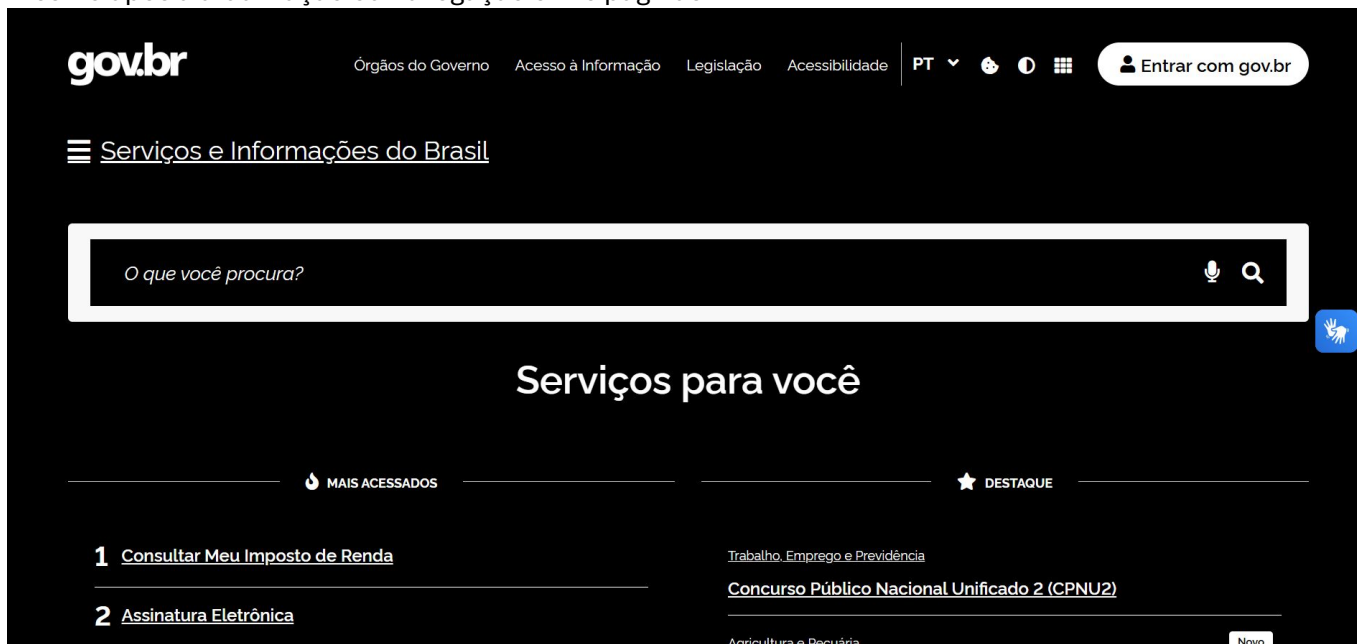 gov.br
Órgãos do Governo Acesso à Informação Legislação Acessibilidade PT Entrar com gov.br
Serviços e Informações do Brasil
O que você procura?
Serviços para você
MAIS ACESSADOS
1 Consultar Meu Imposto de Renda
2 Assinatura Eletrônica
DESTAQUE
Trabalho, Emprego e Previdência
Concurso Público Nacional Unificado 2 (CPNU2)
Agricultura e Pecuária Novo